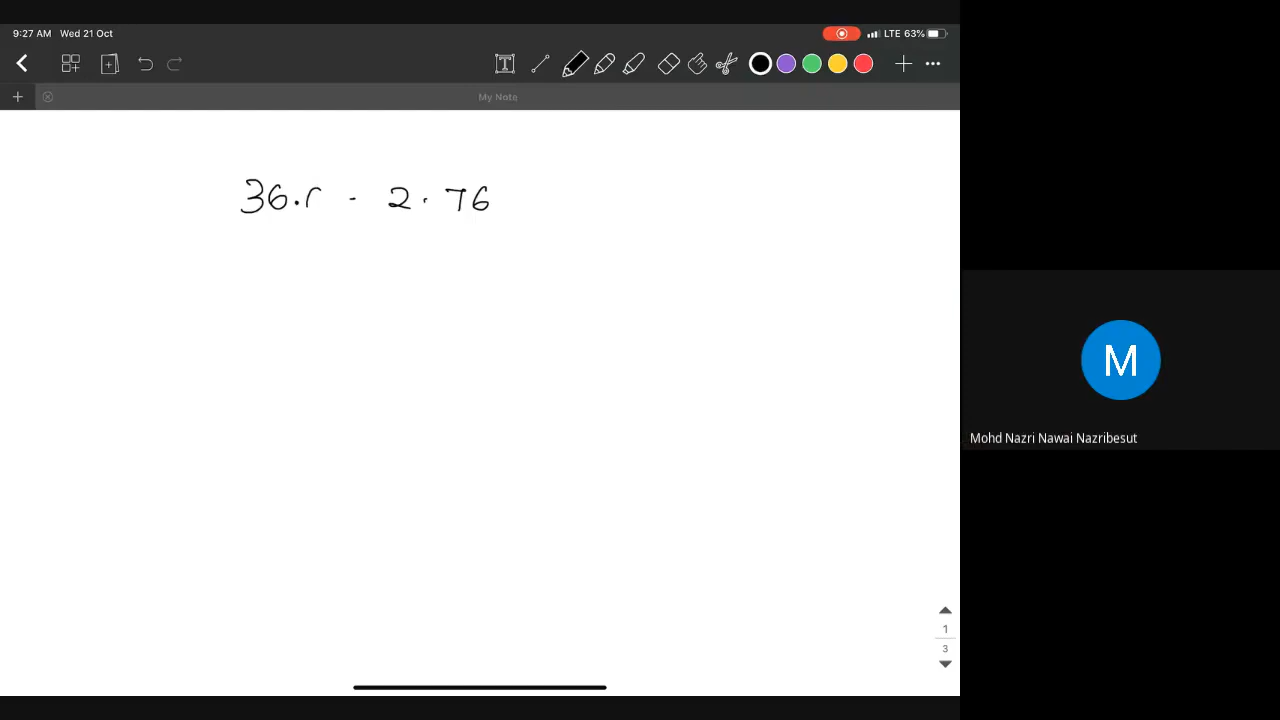 9:27 AM Wed 21 Oct
LTE 63%
T
My Note
36.r - 2.76
M
Mohd Nazri Nawai Nazribesut
1
3